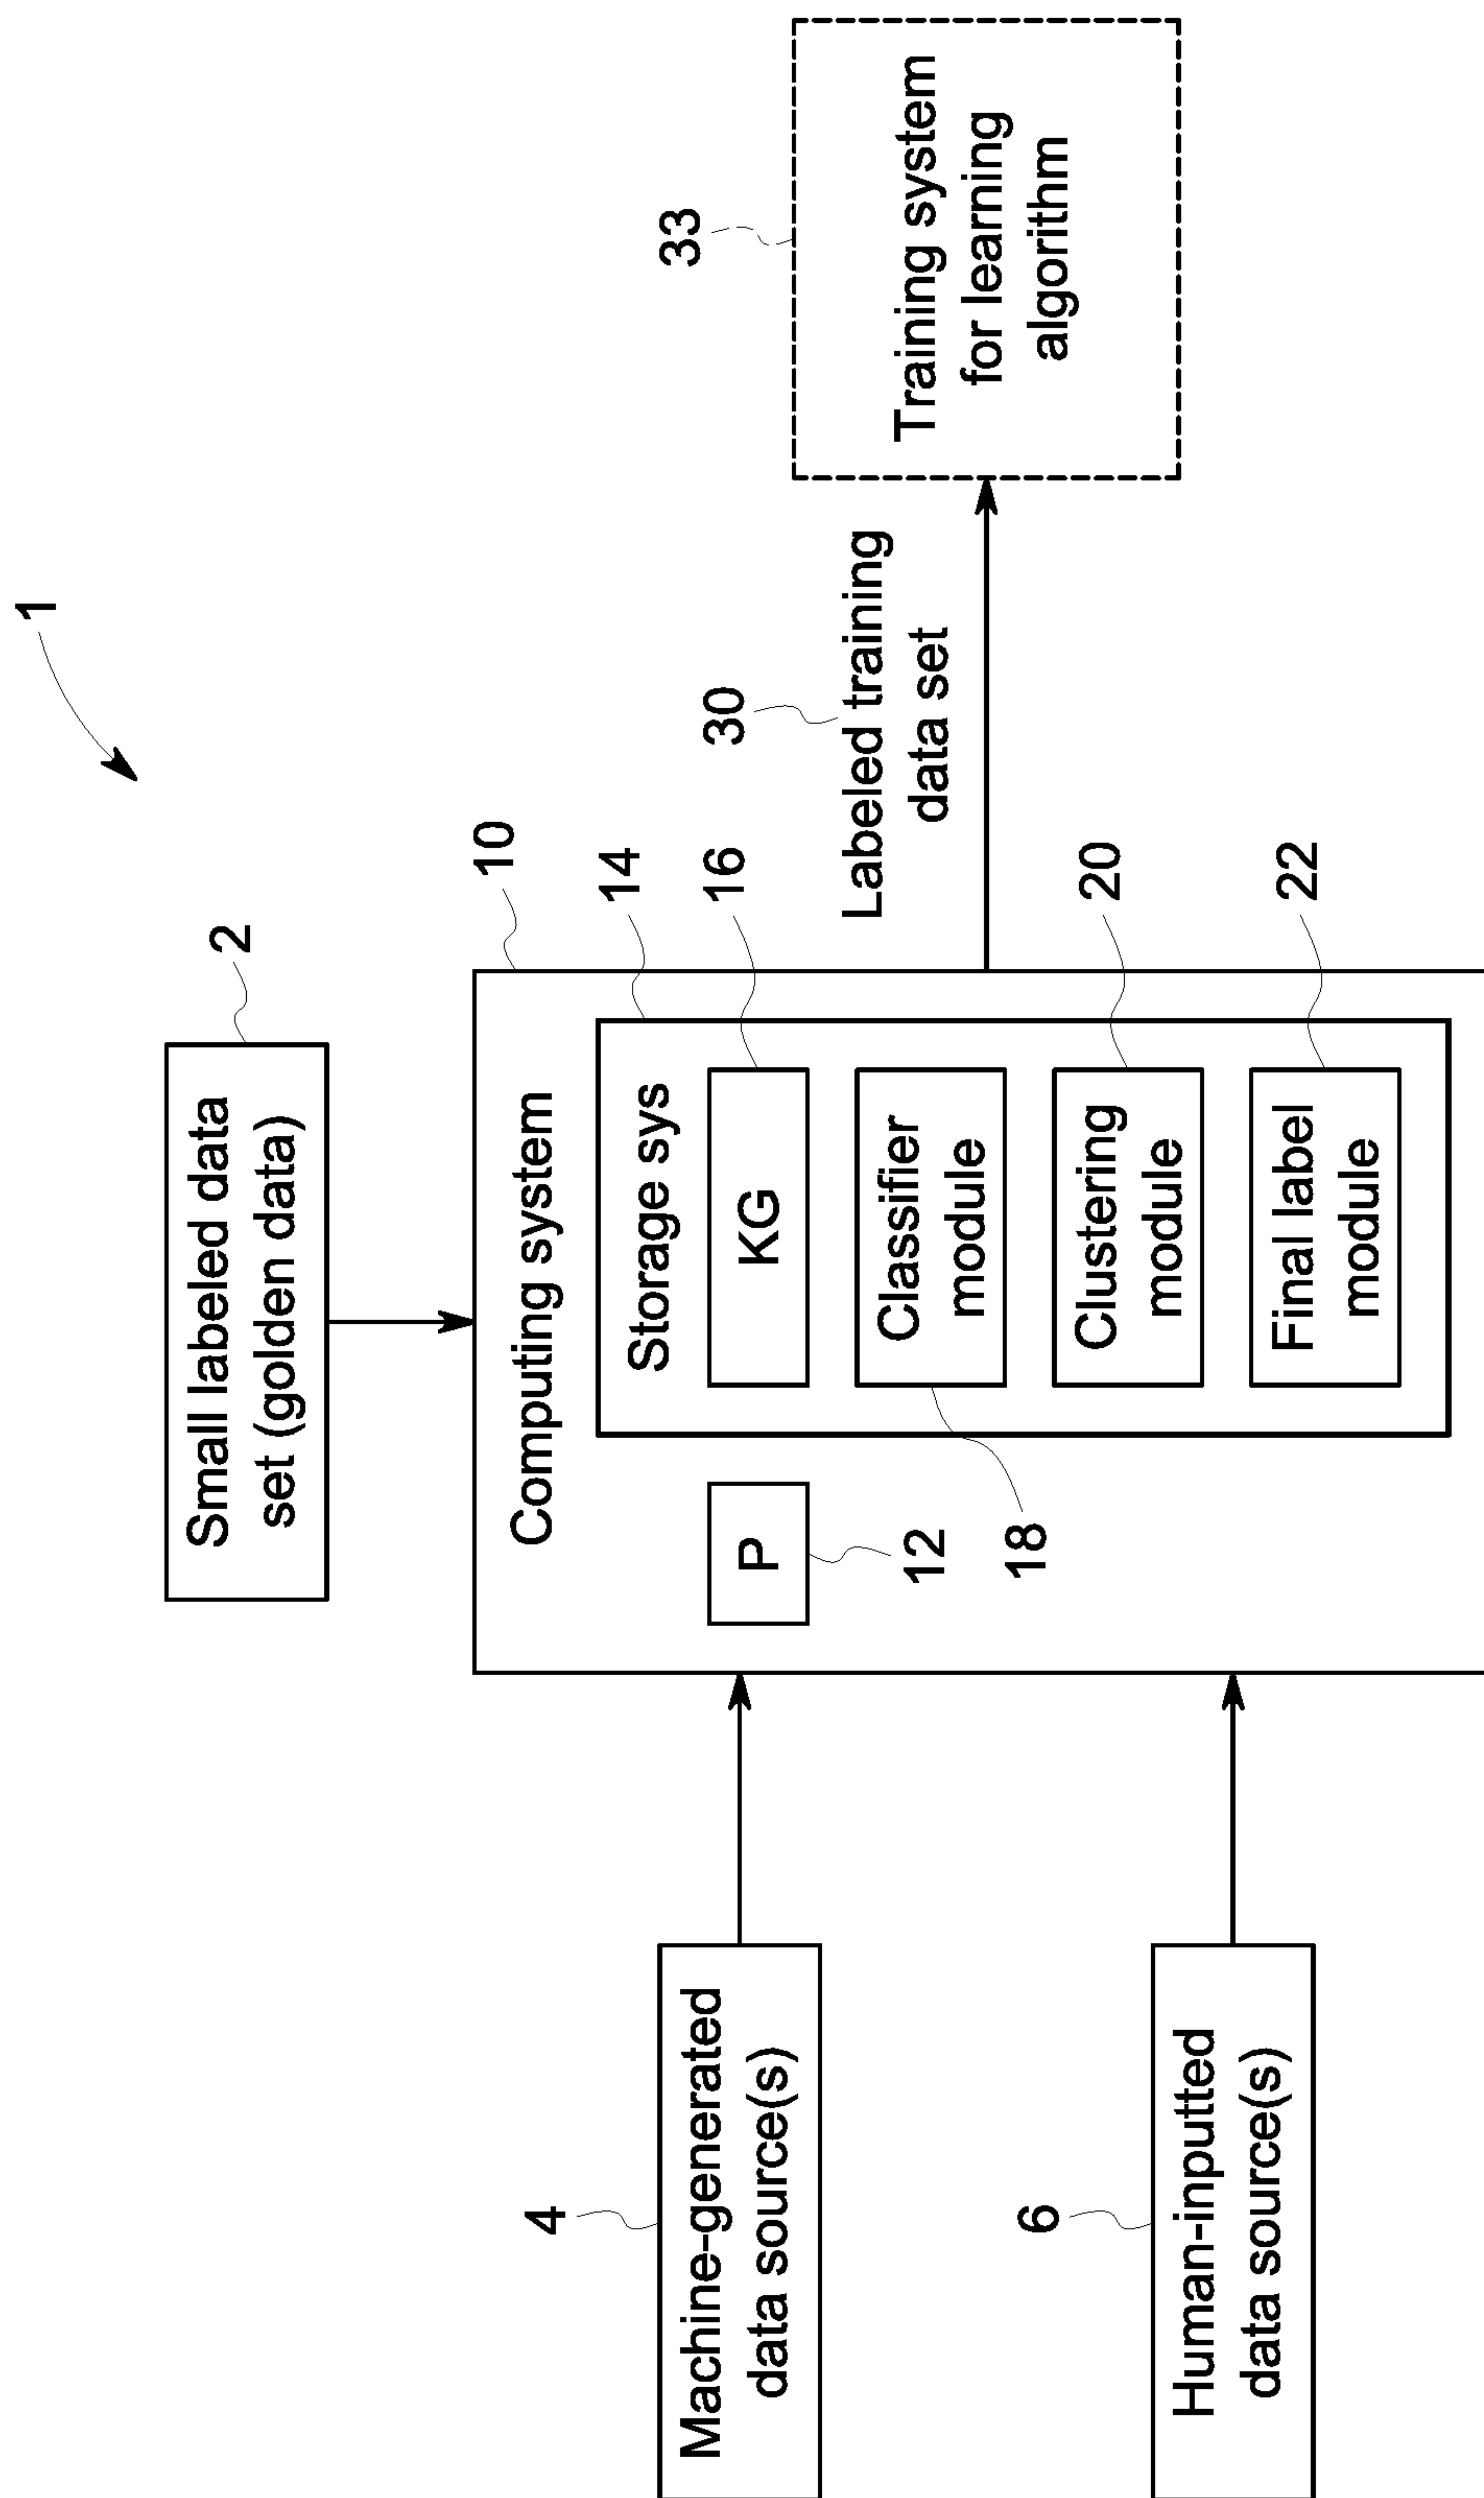 1
Small labeled data
set (golden data)
2
Computing system
10
Storage sys
14
KG
16
P
12
Classifier
module
18
Clustering
module
20
Final label
module
22
Machine-generated
data source(s)
4
Human-inputted
data source(s)
6
Labeled training
data set
30
Training system
for learning
algorithm
33